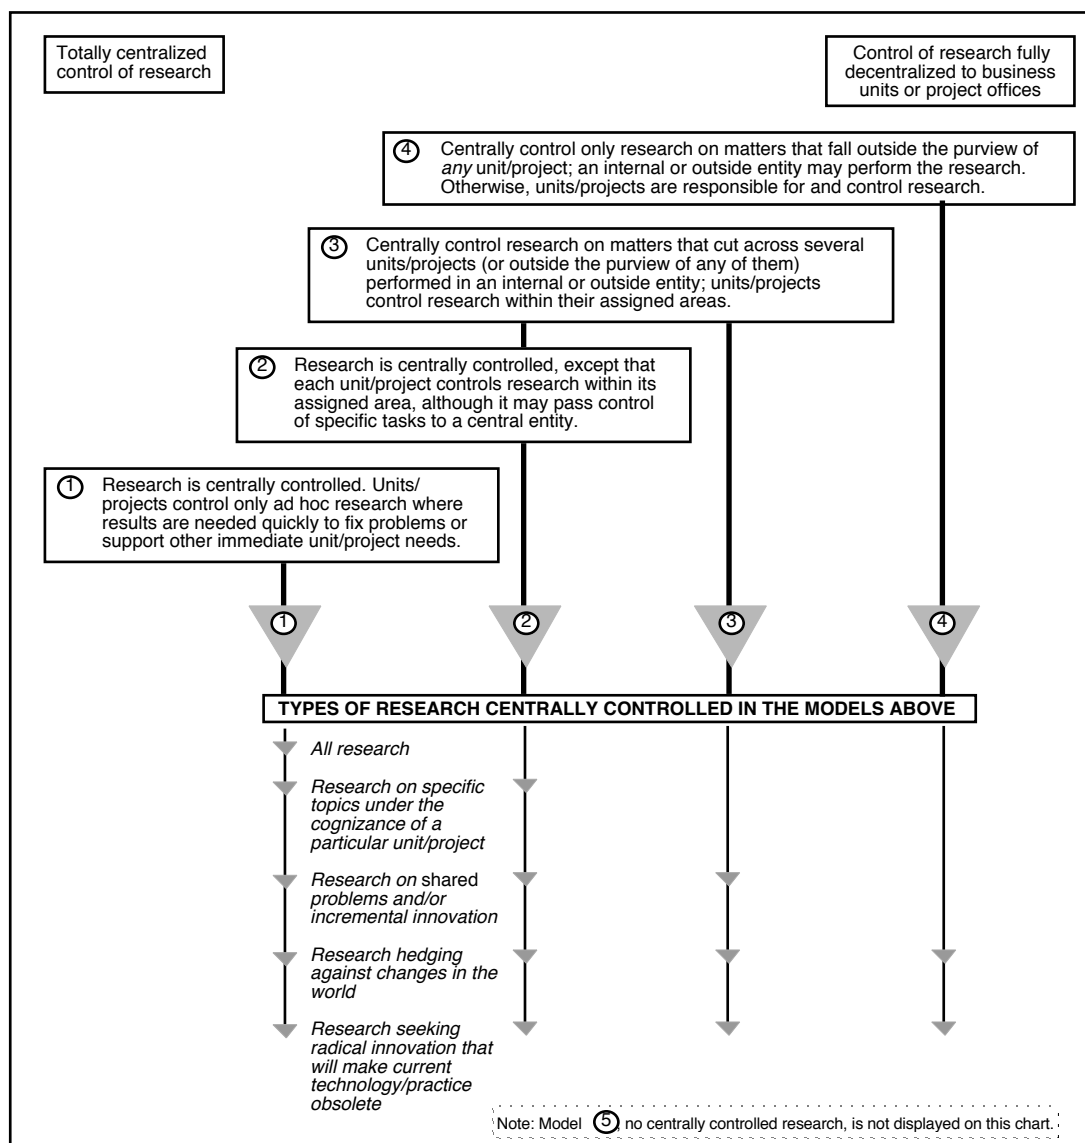 Totally centralized
control of research
Control of research fully
decentralized to business
units or project offices
4 Centrally control only research on matters that fall outside the purview of
any unit/project; an internal or outside entity may perform the research.
Otherwise, units/projects are responsible for and control research.
3 Centrally control research on matters that cut across several
units/projects (or outside the purview of any of them)
performed in an internal or outside entity; units/projects
control research within their assigned areas.
2 Research is centrally controlled, except that
each unit/project controls research within its
assigned area, although it may pass control
of specific tasks to a central entity.
1 Research is centrally controlled. Units/
projects control only ad hoc research where
results are needed quickly to fix problems or
support other immediate unit/project needs.
1 2 3 4
TYPES OF RESEARCH CENTRALLY CONTROLLED IN THE MODELS ABOVE
All research
Research on specific
topics under the
cognizance of a
particular unit/project
Research on shared
problems and/or
incremental innovation
Research hedging
against changes in the
world
Research seeking
radical innovation that
will make current
technology/practice
obsolete
Note: Model 5, no centrally controlled research, is not displayed on this chart.